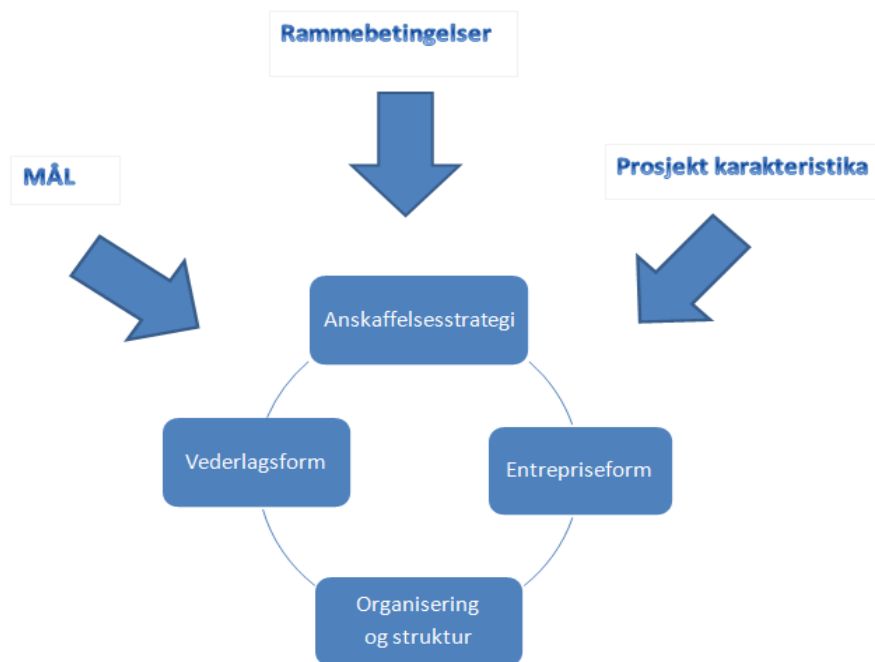 Rammebetingelser
MÅL
Prosjekt karakteristika
Anskaffelsesstrategi
Vederlagsform
Entrepriseform
Organisering
og struktur